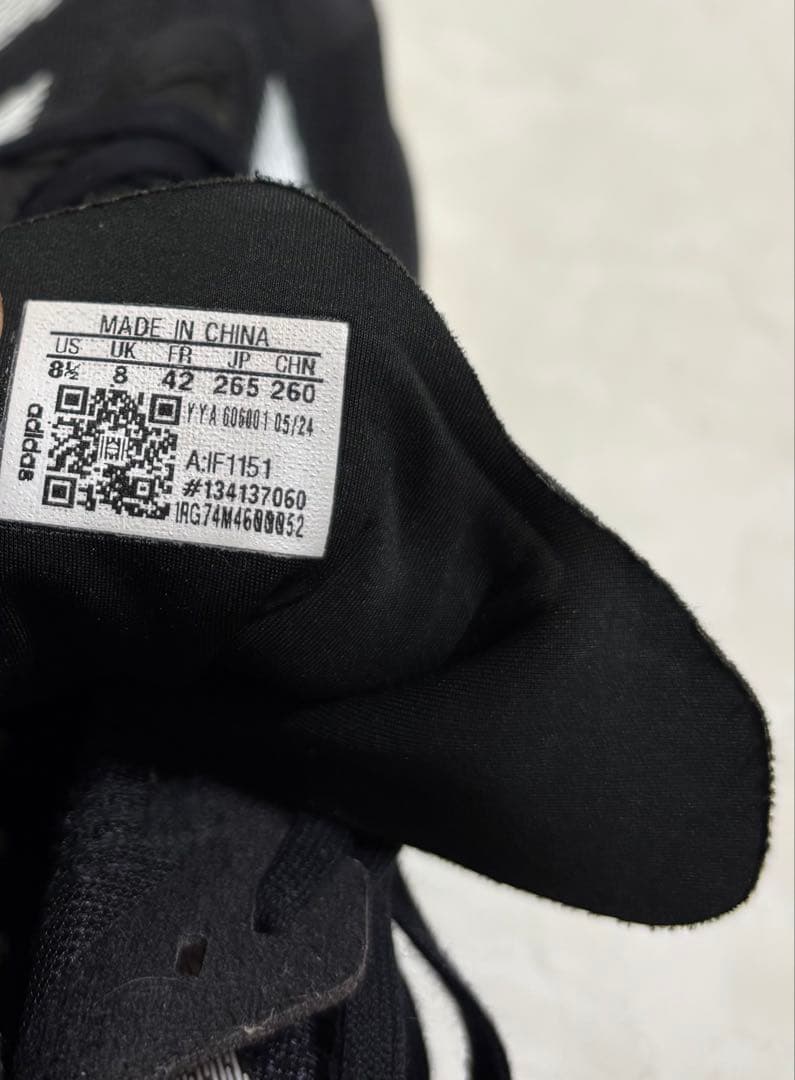 MADE IN CHINA
US UK FR JP CHN
8½ 8 42 265 260
YYA 606001 05/24
adidas
A:IF1151
#134137060